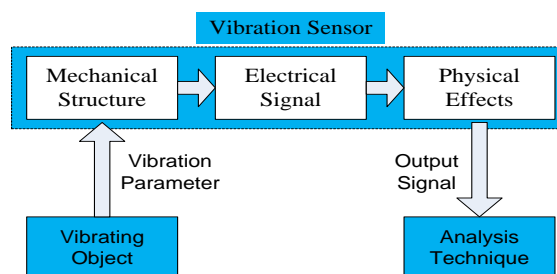 Vibration Sensor
Mechanical
Structure
Electrical
Signal
Physical
Effects
Vibration
Parameter
Output
Signal
Vibrating
Object
Analysis
Technique